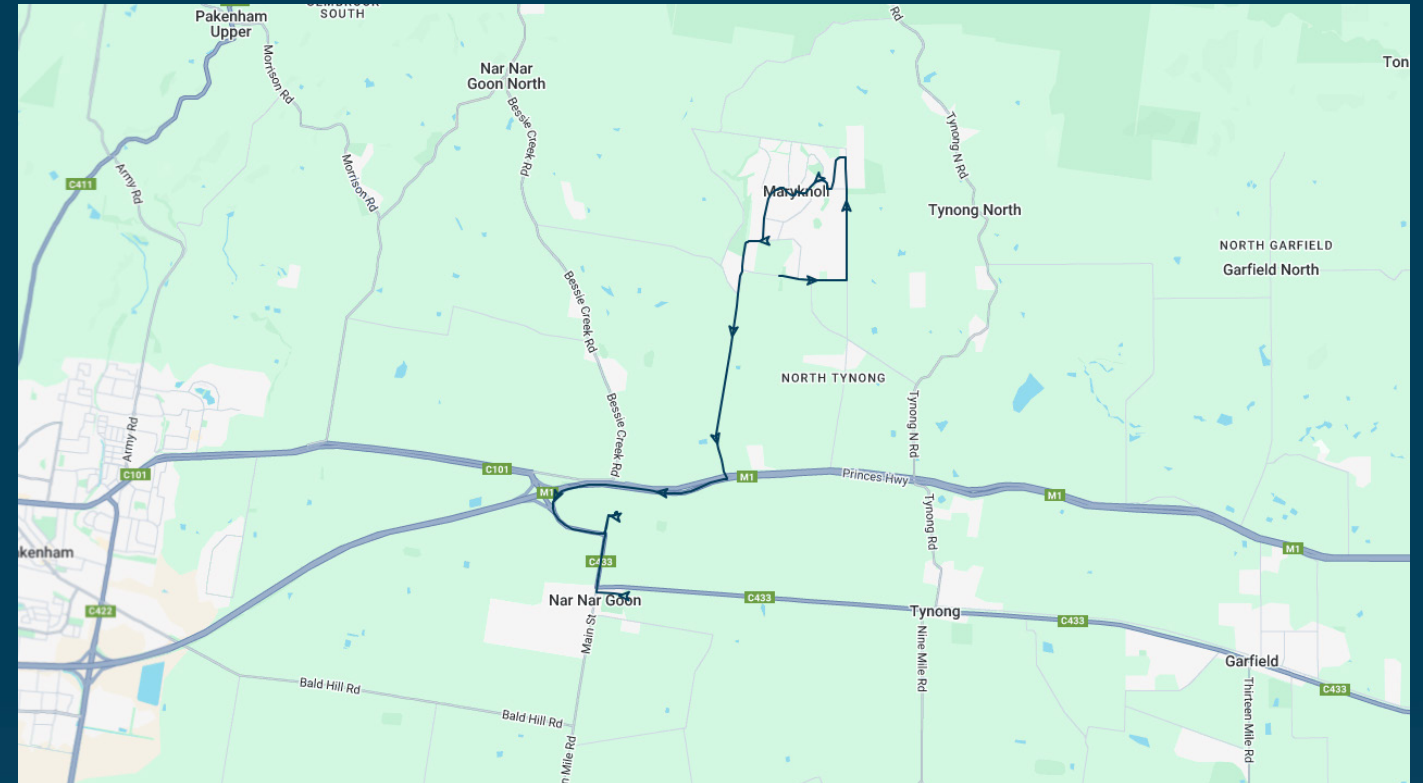 GEMBROOK
SOUTH
Pakenham
Upper
Morrison Rd
Rd
Ton
Nar Nar
Goon North
Bessie Creek Rd
Tynong N Rd
Army Rd
C411
Morrison Rd
Maryknoll
Tynong North
NORTH GARFIELD
Garfield North
Bessie Creek Rd
NORTH TYNONG
Bessie Creek Rd
Tynong N Rd
Army Rd
C101
C101
M1
M1
Princes Hwy
M1
M1
Tynong Rd
kenham
C433
C422
Nar Nar Goon
C433
Tynong
C433
Main St
Nine Mile Rd
Garfield
C433
Bald Hill Rd
Bald Hill Rd
Thirteen Mile Rd
n Mile Rd